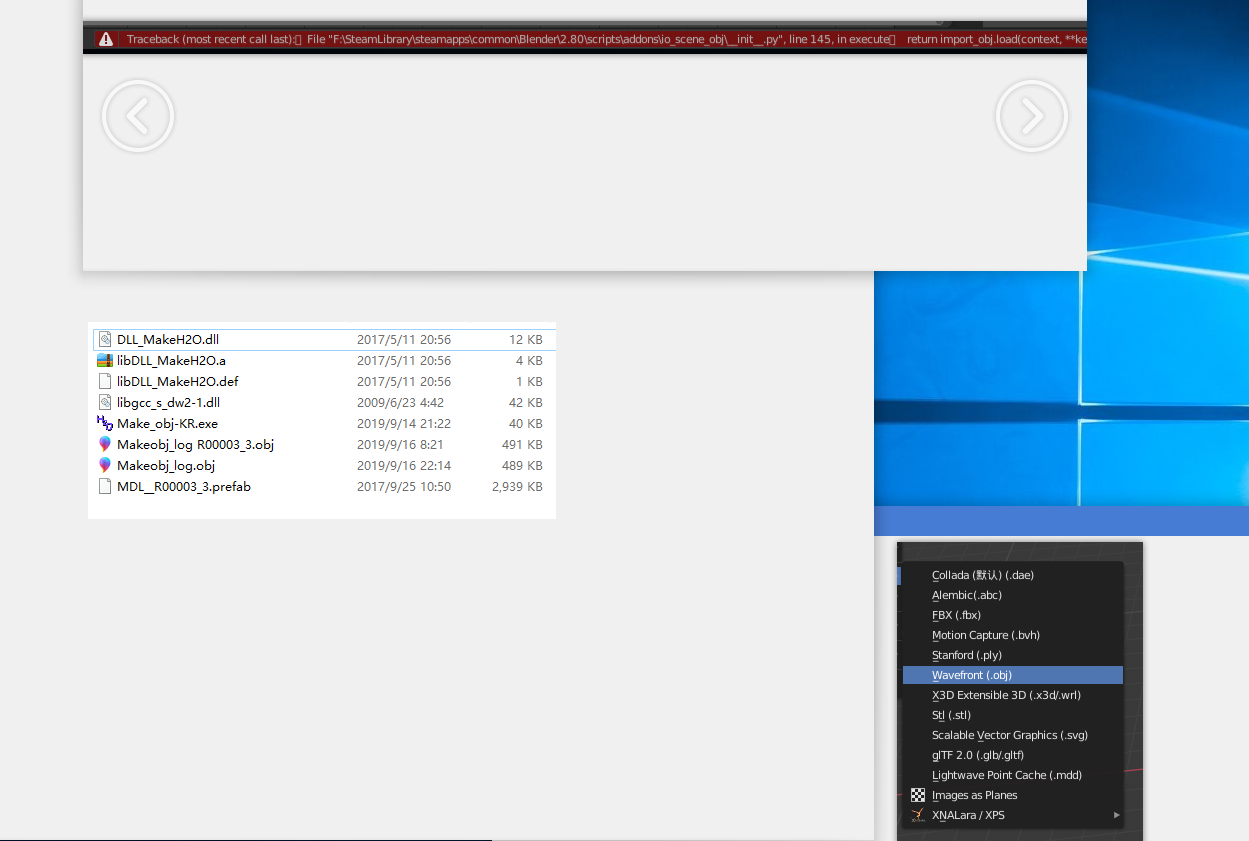 Traceback (most recent call last):▯ File "F:\SteamLibrary\steamapps\common\Blender\2.80\scripts\addons\io_scene_obj\__init__.py", line 145, in execute▯ return import_obj.load(context, **ke
DLL_MakeH2O.dll 2017/5/11 20:56 12 KB
libDLL_MakeH2O.a 2017/5/11 20:56 4 KB
libDLL_MakeH2O.def 2017/5/11 20:56 1 KB
libgcc_s_dw2-1.dll 2009/6/23 4:42 42 KB
Make_obj-KR.exe 2019/9/14 21:22 40 KB
Makeobj_log R00003_3.obj 2019/9/16 8:21 491 KB
Makeobj_log.obj 2019/9/16 22:14 489 KB
MDL__R00003_3.prefab 2017/9/25 10:50 2,939 KB
Collada (默认) (.dae)
Alembic(.abc)
FBX (.fbx)
Motion Capture (.bvh)
Stanford (.ply)
Wavefront (.obj)
X3D Extensible 3D (.x3d/.wrl)
Stl (.stl)
Scalable Vector Graphics (.svg)
glTF 2.0 (.glb/.gltf)
Lightwave Point Cache (.mdd)
Images as Planes
XNALara / XPS